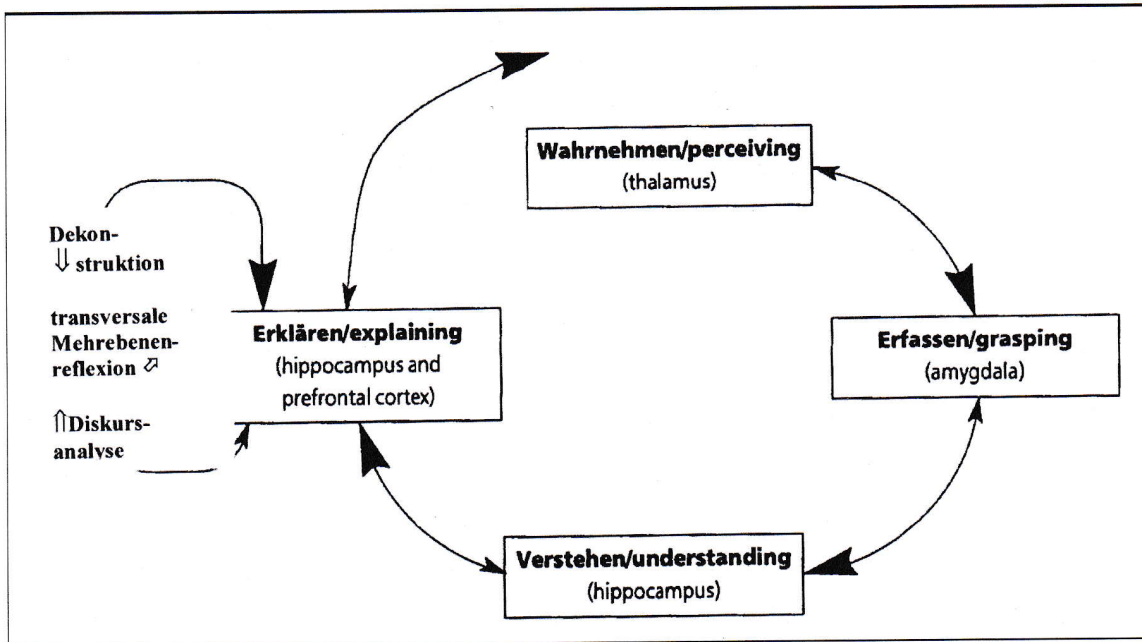 Wahrnehmen/perceiving
(thalamus)
Dekon-
⇓ struktion
transversale
Mehrebenen-
reflexion ⬀
⇑Diskurs-
analyse
Erklären/explaining
(hippocampus and
prefrontal cortex)
Erfassen/grasping
(amygdala)
Verstehen/understanding
(hippocampus)